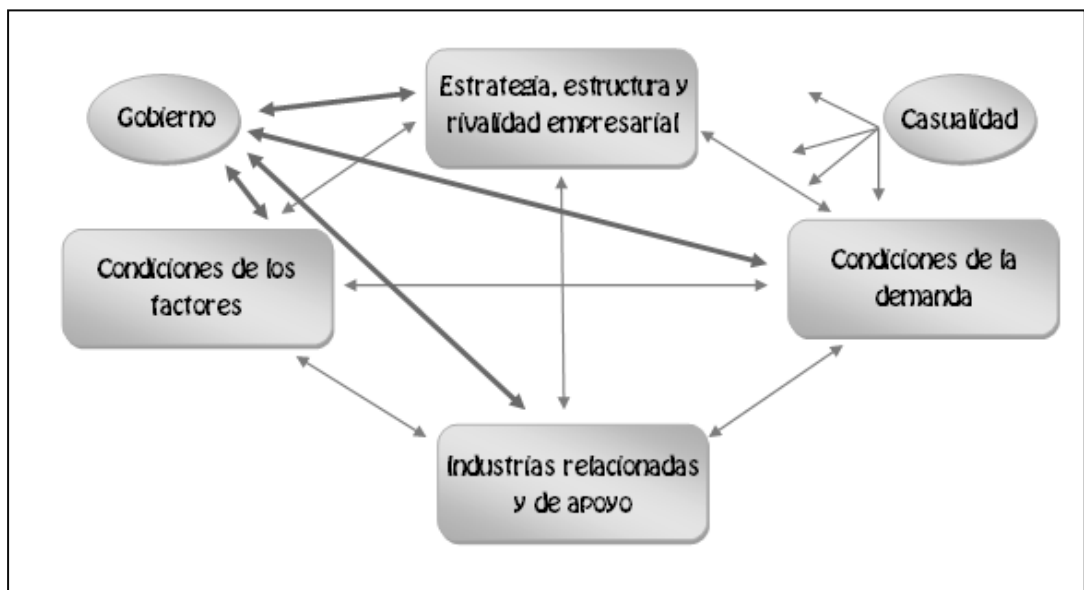 Estrategia, estructura y
rivalidad empresarial
Gobierno
Casualidad
Condiciones de los
factores
Condiciones de la
demanda
Industrias relacionadas
y de apoyo